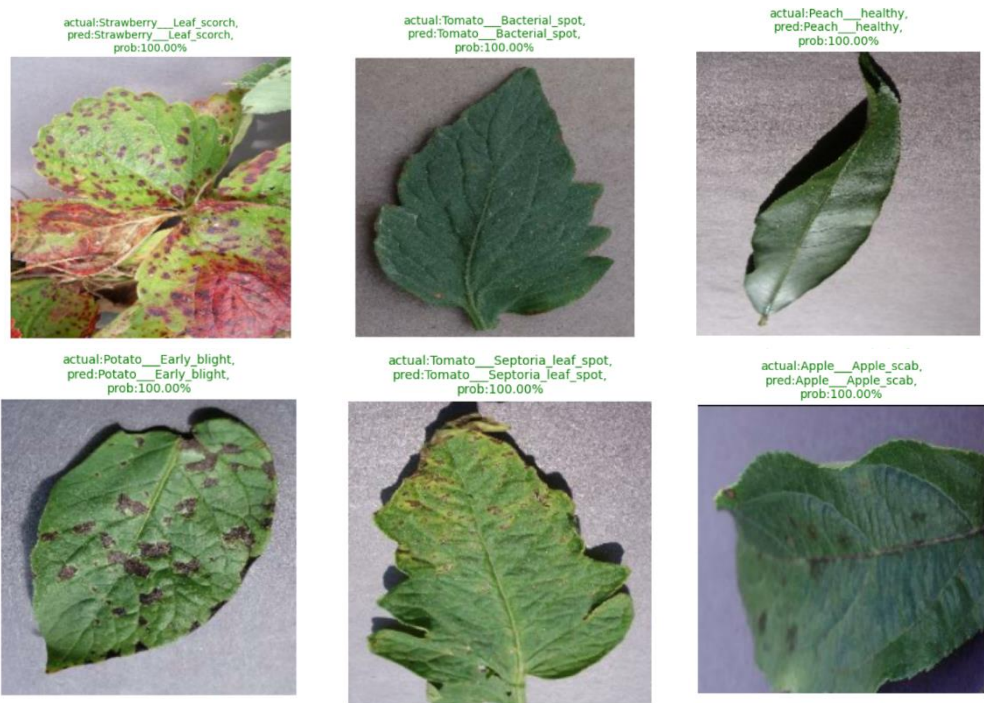 actual:Strawberry___Leaf_scorch,
pred:Strawberry___Leaf_scorch,
prob:100.00%
actual:Tomato___Bacterial_spot,
pred:Tomato___Bacterial_spot,
prob:100.00%
actual:Peach___healthy,
pred:Peach___healthy,
prob:100.00%
actual:Potato___Early_blight,
pred:Potato___Early_blight,
prob:100.00%
actual:Tomato___Septoria_leaf_spot,
pred:Tomato___Septoria_leaf_spot,
prob:100.00%
actual:Apple___Apple_scab,
pred:Apple___Apple_scab,
prob:100.00%